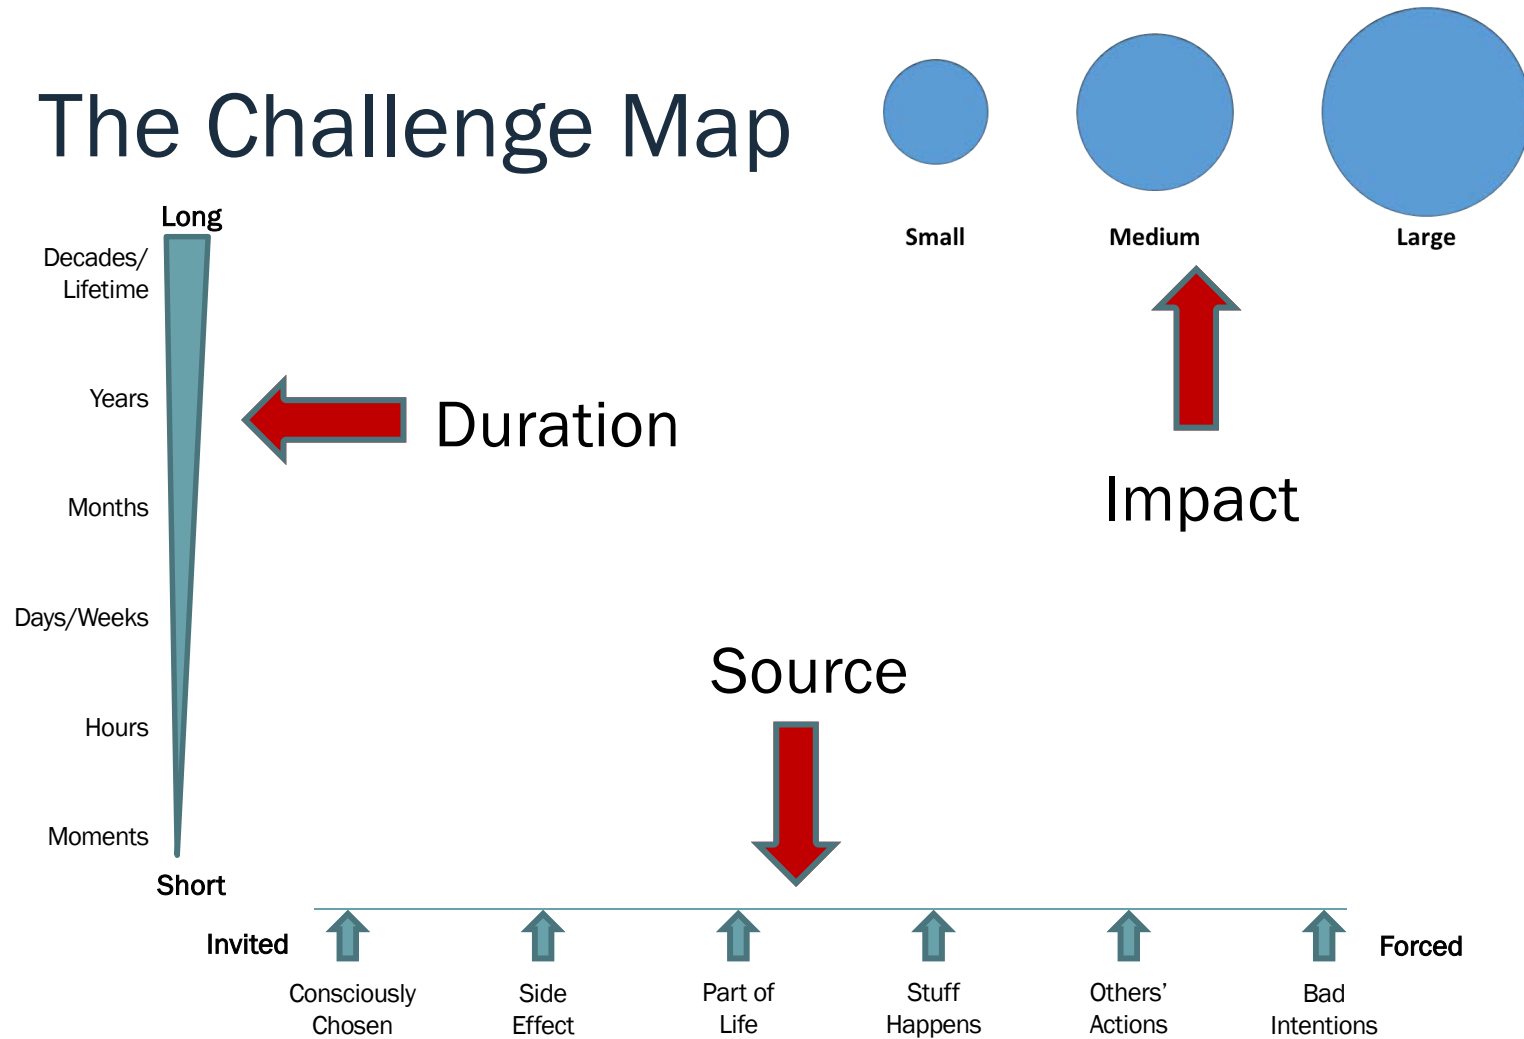 The Challenge Map
Small
Medium
Large
Long
Decades/
Lifetime
Years
Months
Days/Weeks
Hours
Moments
Short
Duration
Impact
Source
Invited
Forced
Consciously
Chosen
Side
Effect
Part of
Life
Stuff
Happens
Others’
Actions
Bad
Intentions